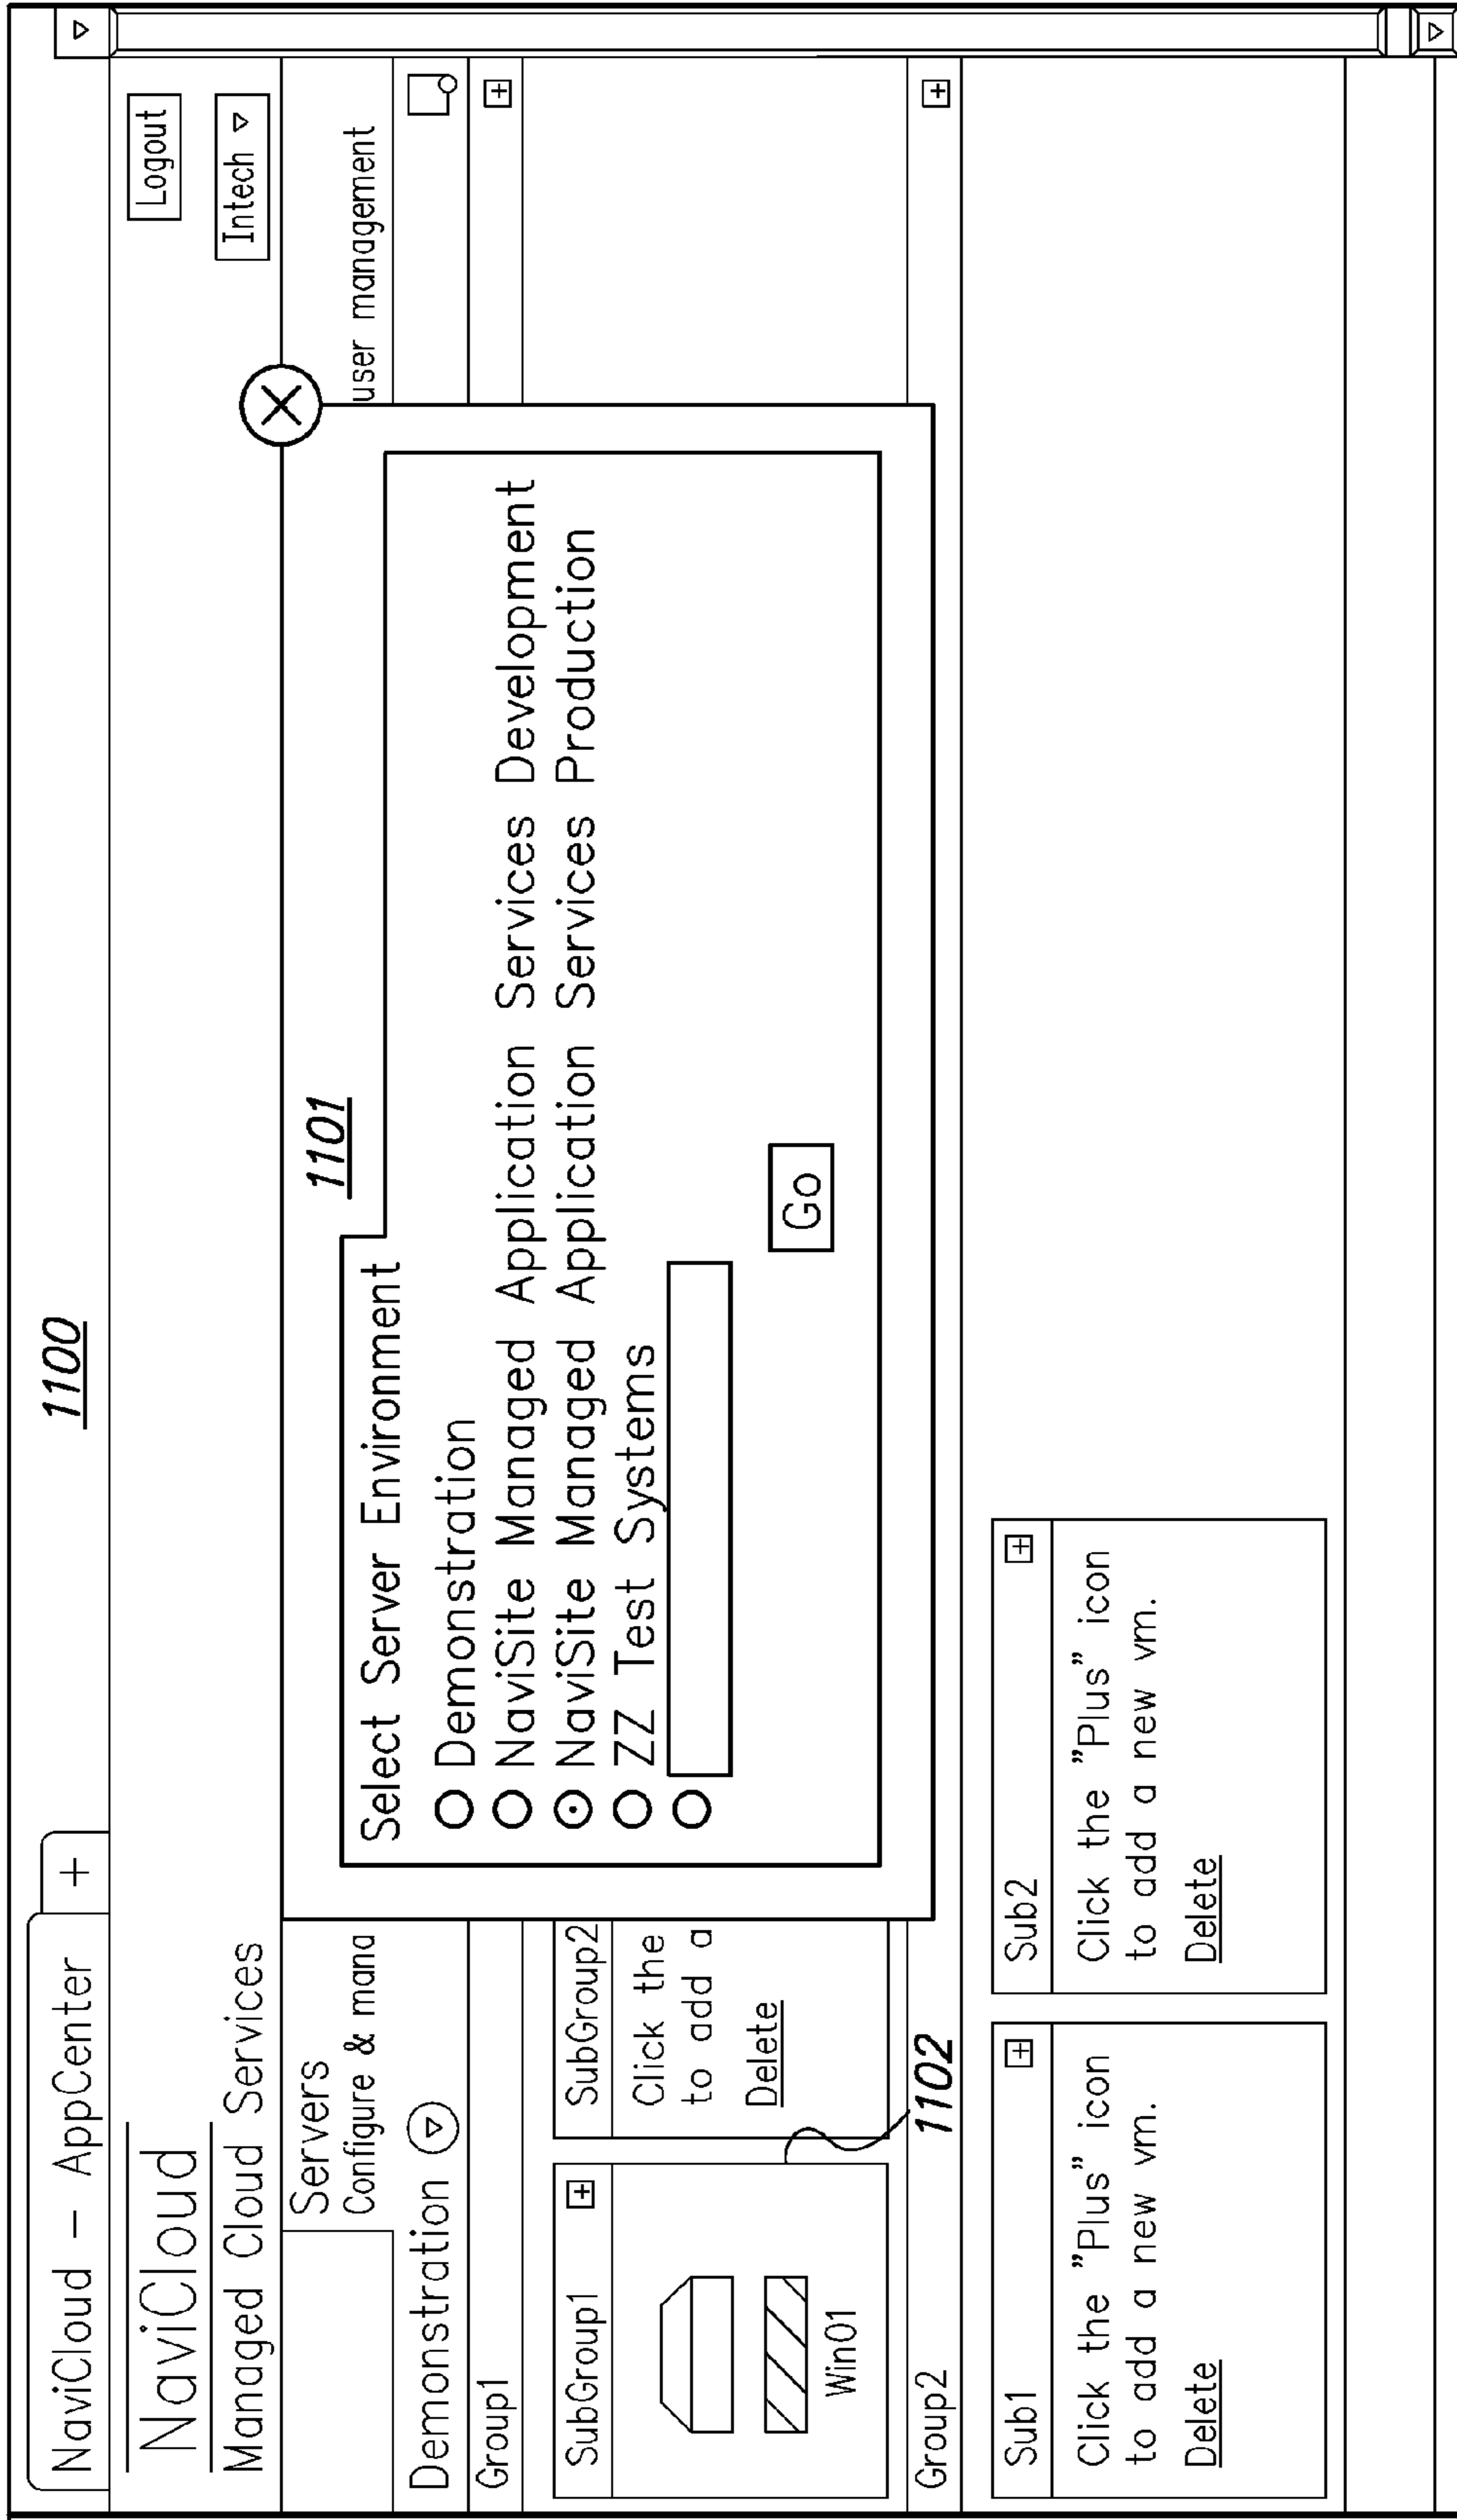 1100
NaviCloud – AppCenter +
NaviCloud
Managed Cloud Services
Logout
Intech
Servers
Configure & mana
user management
Demonstration
1101
Select Server Environment
Demonstration
NaviSite Managed Application Services Development
NaviSite Managed Application Services Production
ZZ Test Systems
Go
Group1
SubGroup1
Win01
SubGroup2
Click the
to add a
Delete
1102
Group2
Sub1
Click the ”Plus” icon
to add a new vm.
Delete
Sub2
Click the ”Plus” icon
to add a new vm.
Delete